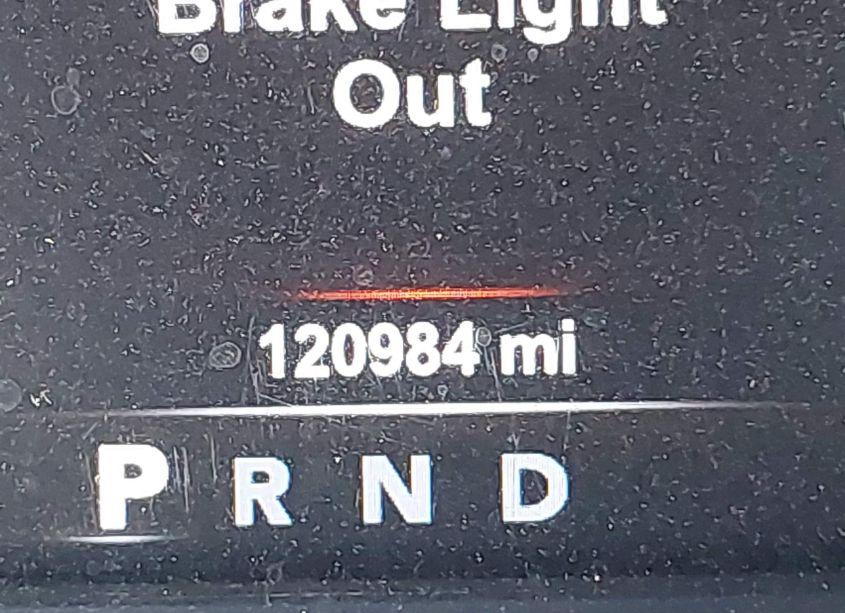 Brake Light
Out
120984 mi
P R N D